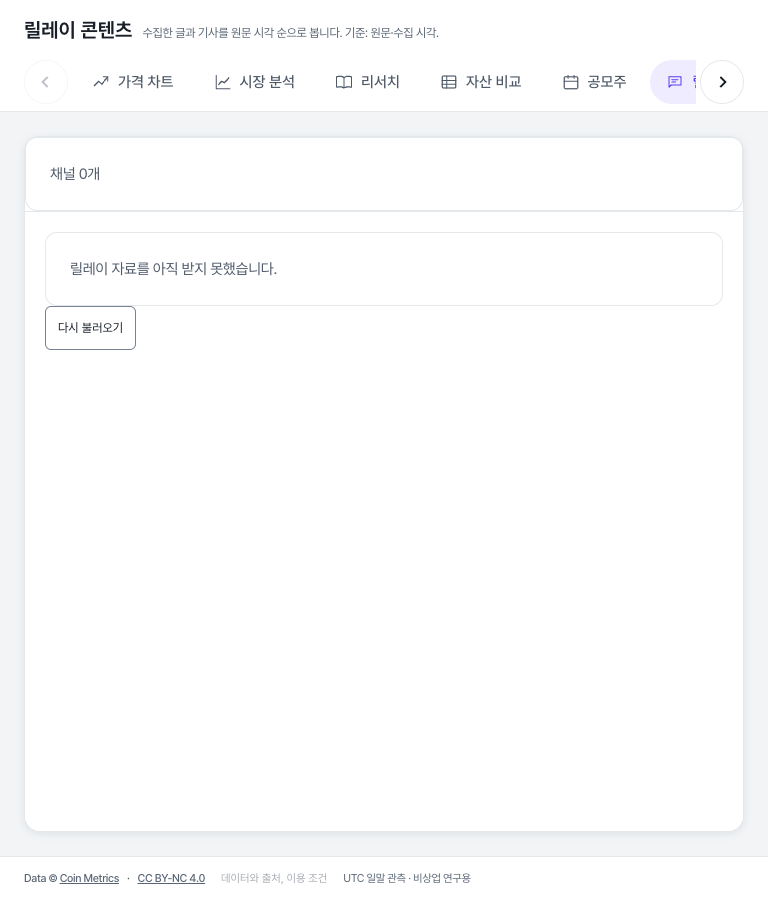 릴레이 콘텐츠 수집한 글과 기사를 원문 시각 순으로 봅니다. 기준: 원문·수집 시각.
가격 차트 시장 분석 리서치 자산 비교 공모주
채널 0개
릴레이 자료를 아직 받지 못했습니다.
다시 불러오기
Data © Coin Metrics · CC BY-NC 4.0 데이터와 출처, 이용 조건 UTC 일말 관측 · 비상업 연구용